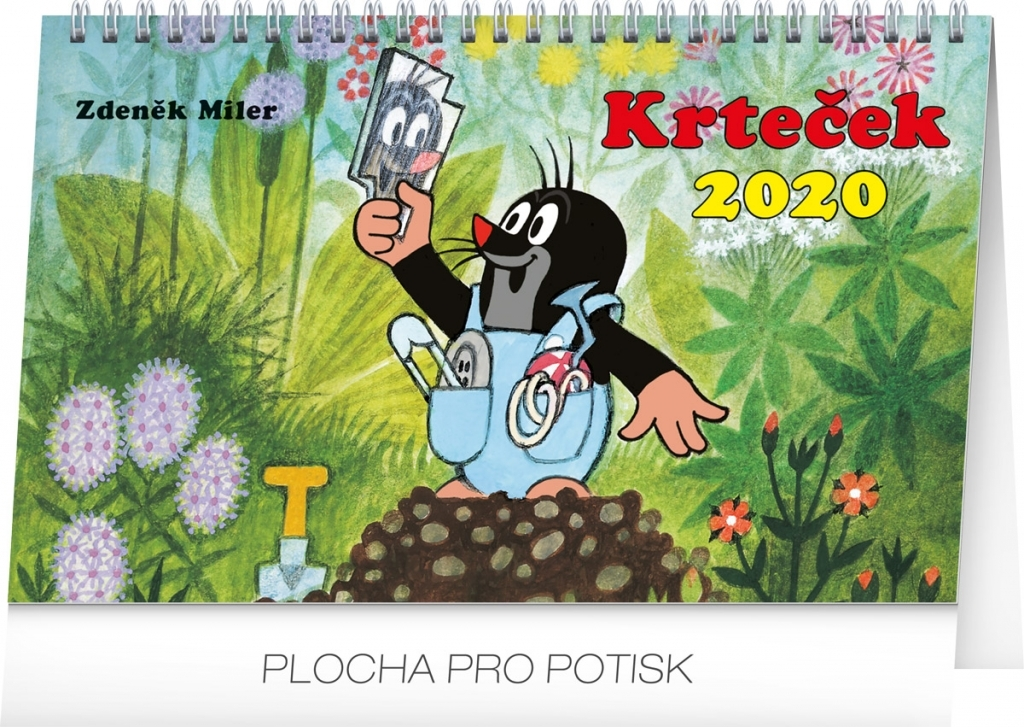 Zdeněk Miler
Krteček
2020
PLOCHA PRO POTISK